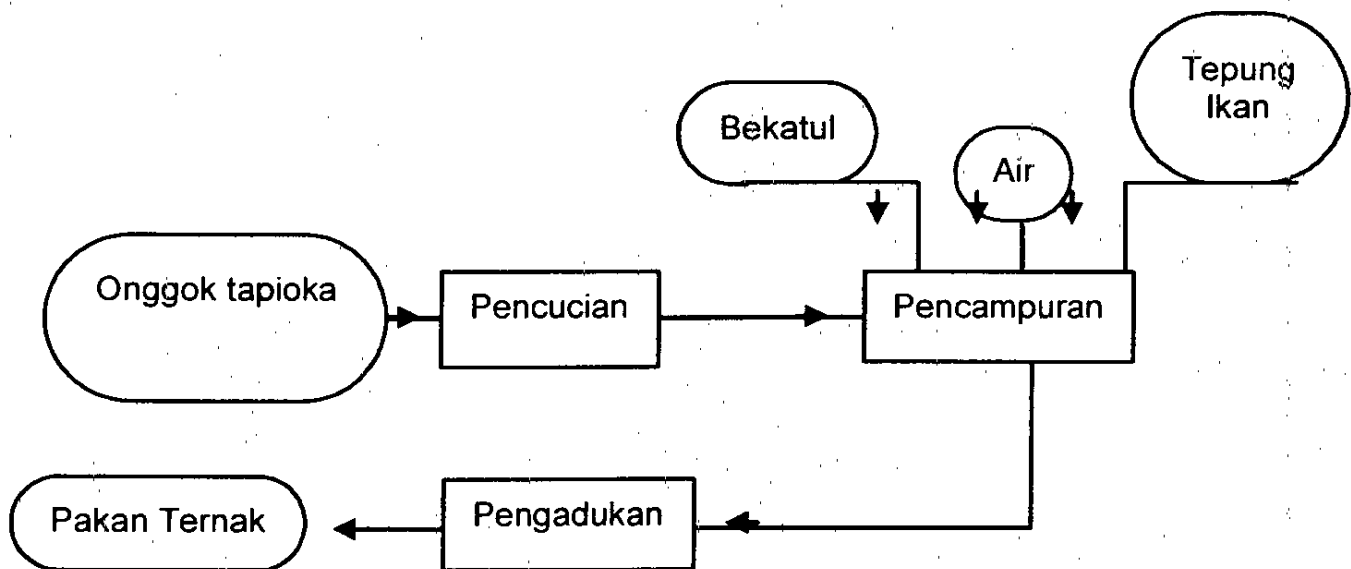 Tepung
Ikan
Bekatul
Air
Onggok tapioka
Pencucian
Pencampuran
Pakan Ternak
Pengadukan